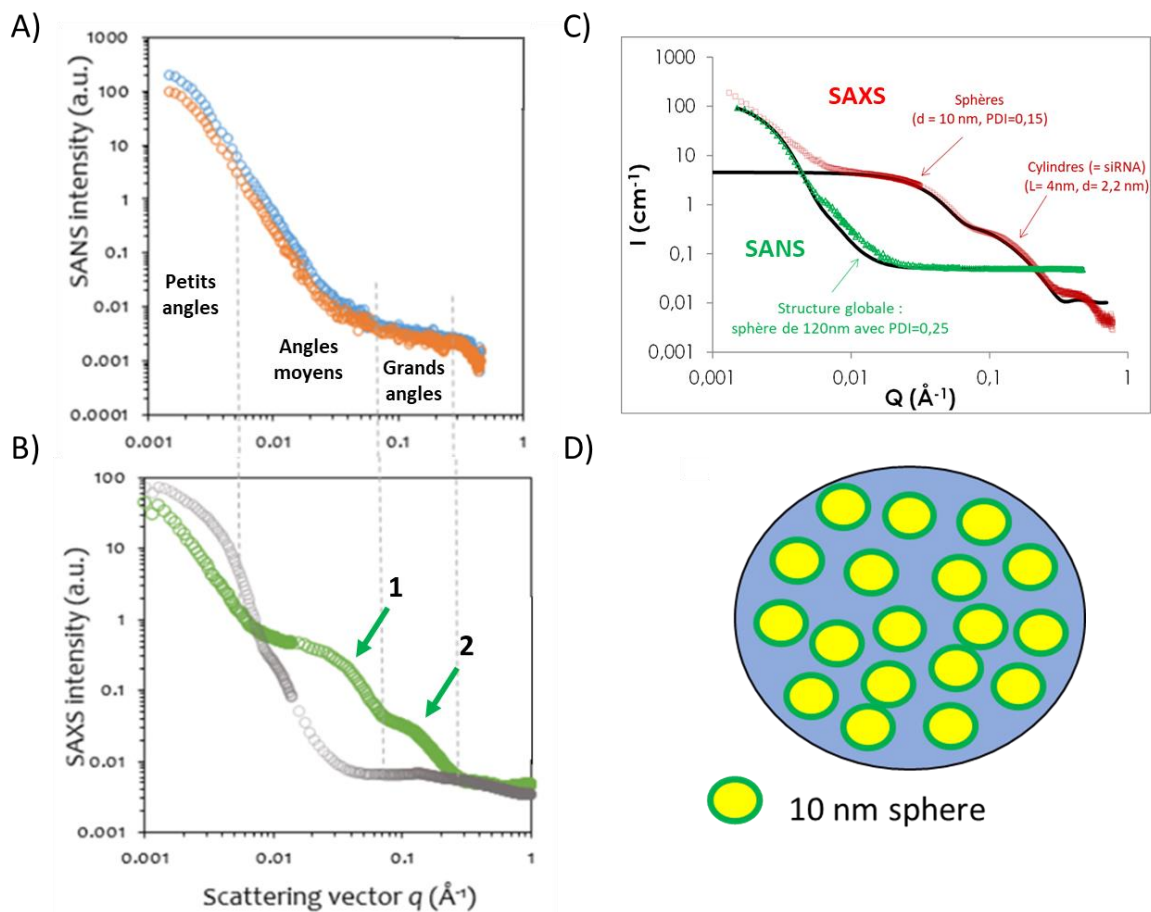 A)
1000
100
10
1
0.1
0.01
0.001
0.0001
SANS intensity (a.u.)
Petits
angles
Angles
moyens
Grands
angles
0.001
0.01
0.1
1
B)
100
10
1
0.1
0.01
0.001
SAXS intensity (a.u.)
1
2
0.001
0.01
0.1
1
Scattering vector q (Å⁻¹)
C)
1000
100
10
1
0,1
0,01
0,001
I (cm⁻¹)
SAXS
Sphères
(d = 10 nm, PDI=0,15)
Cylindres (= siRNA)
(L= 4nm, d= 2,2 nm)
SANS
Structure globale :
sphère de 120nm avec PDI=0,25
0,001
0,01
0,1
1
Q (Å⁻¹)
D)
10 nm sphere